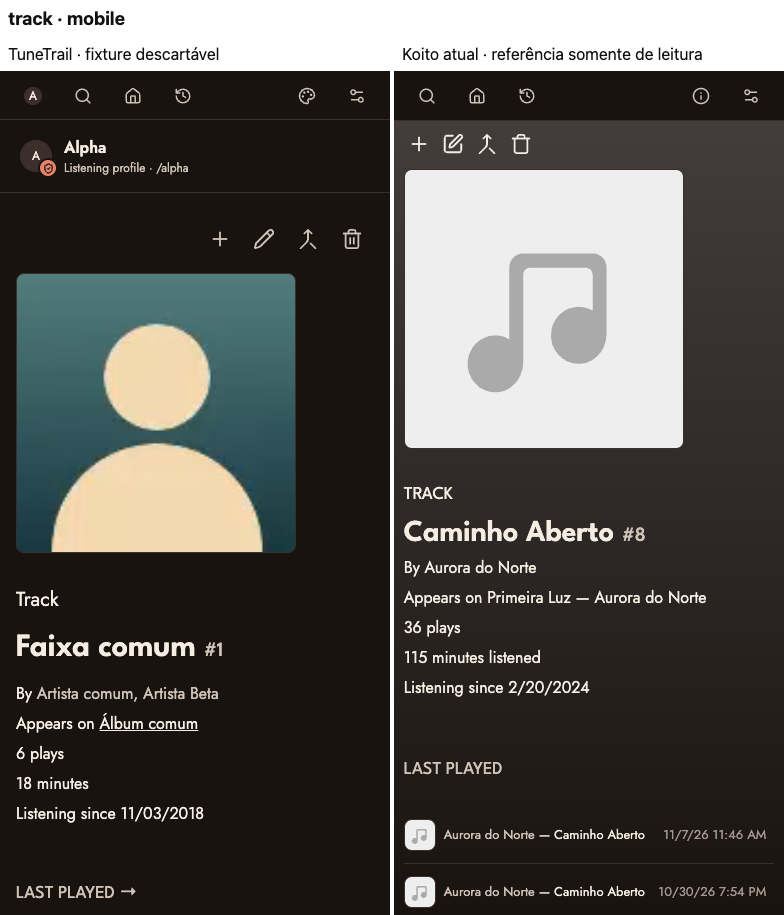 track · mobile
TuneTrail · fixture descartável
A
A
Alpha
Listening profile · /alpha
Track
Faixa comum #1
By Artista comum, Artista Beta
Appears on Álbum comum
6 plays
18 minutes
Listening since 11/03/2018
LAST PLAYED →
Koito atual · referência somente de leitura
TRACK
Caminho Aberto #8
By Aurora do Norte
Appears on Primeira Luz — Aurora do Norte
36 plays
115 minutes listened
Listening since 2/20/2024
LAST PLAYED
Aurora do Norte — Caminho Aberto 11/7/26 11:46 AM
Aurora do Norte — Caminho Aberto 10/30/26 7:54 PM